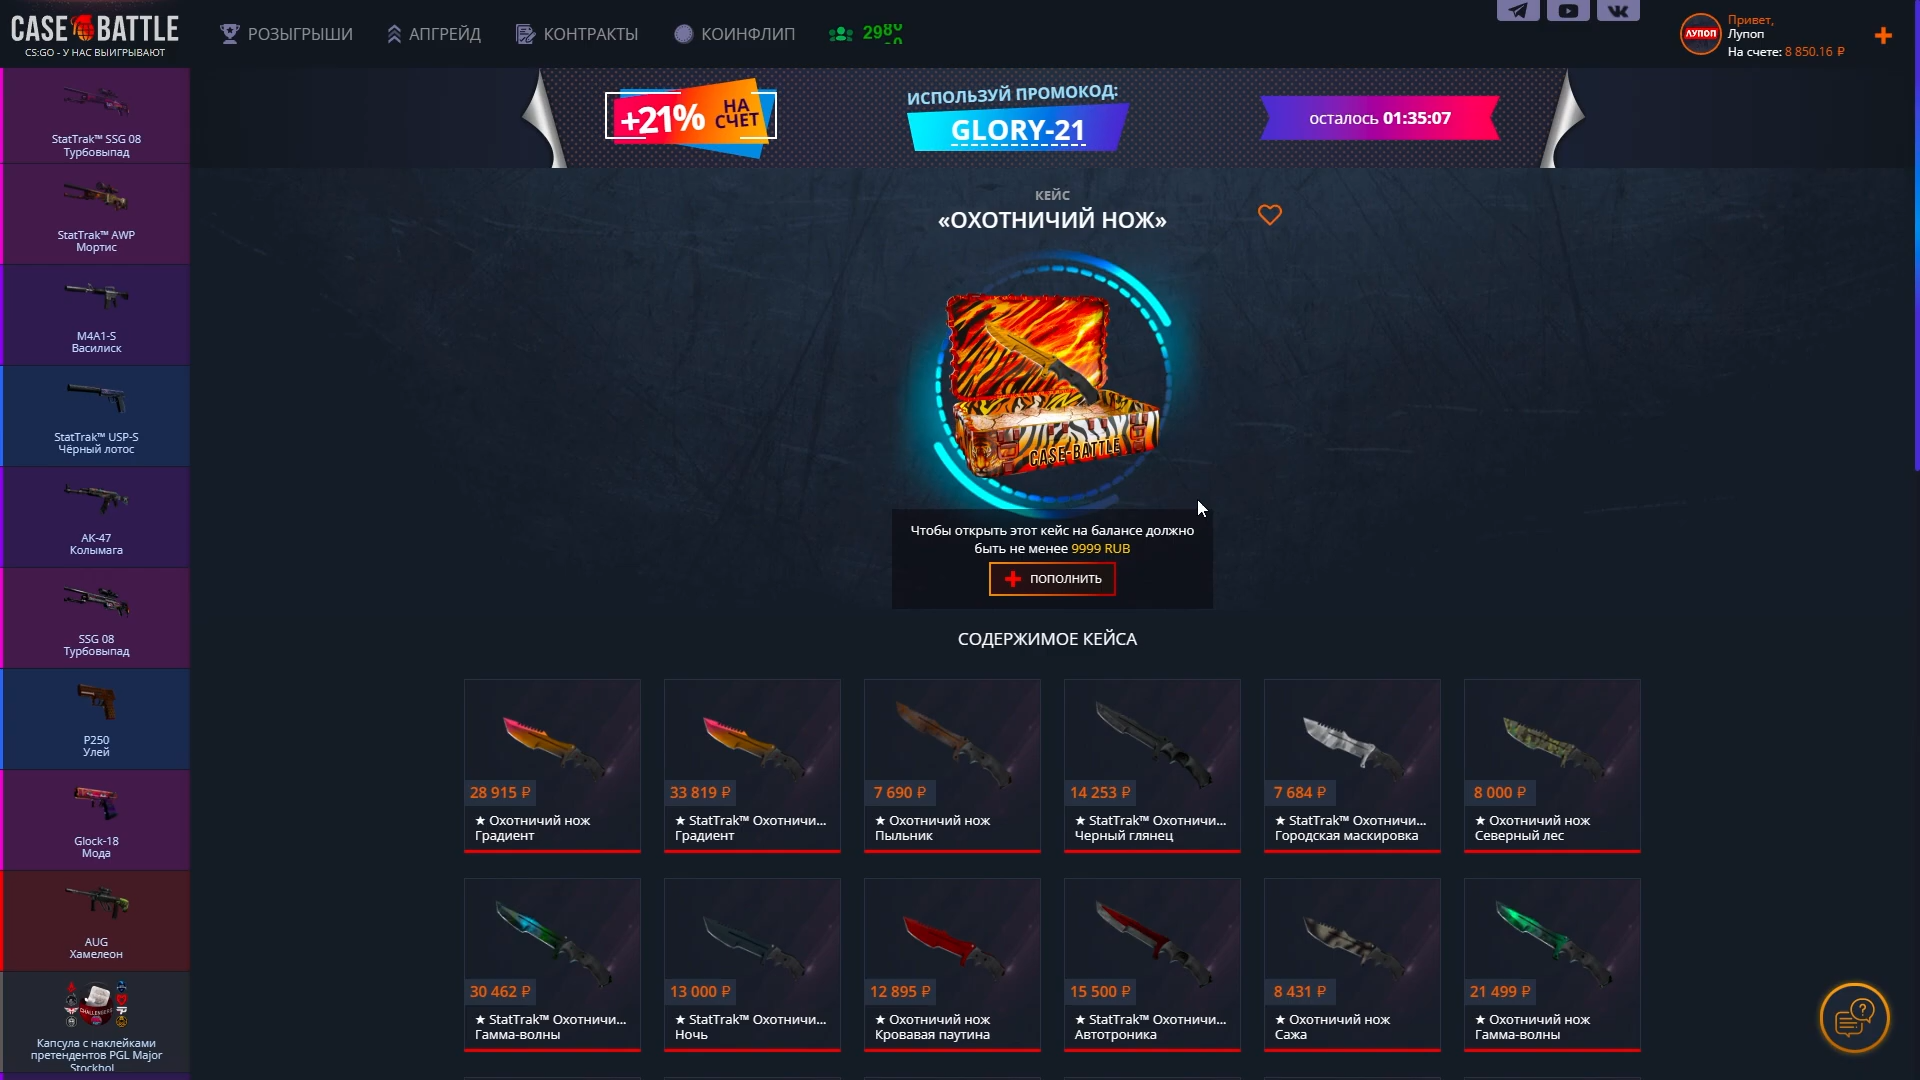 CASE BATTLE
CS:GO - У НАС ВЫИГРЫВАЮТ
РОЗЫГРЫШИ
АПГРЕЙД
КОНТРАКТЫ
КОИНФЛИП
Привет,
Лупоп
На счете: 8 850.16 ₽
ЛУПОП
+21% НА СЧЕТ
ИСПОЛЬЗУЙ ПРОМОКОД:
GLORY-21
осталось 01:35:07
StatTrak™ SSG 08
Турбовыпад
StatTrak™ AWP
Мортис
M4A1-S
Василиск
StatTrak™ USP-S
Чёрный лотос
AK-47
Колымага
SSG 08
Турбовыпад
P250
Улей
Glock-18
Мода
AUG
Хамелеон
Капсула с наклейками
претендентов PGL Major
Stockhol
КЕЙС
«ОХОТНИЧИЙ НОЖ»
CASE-BATTLE
Чтобы открыть этот кейс на балансе должно
быть не менее 9999 RUB
ПОПОЛНИТЬ
СОДЕРЖИМОЕ КЕЙСА
28 915 ₽
★ Охотничий нож
Градиент
33 819 ₽
★ StatTrak™ Охотничи...
Градиент
7 690 ₽
★ Охотничий нож
Пыльник
14 253 ₽
★ StatTrak™ Охотничи...
Черный глянец
7 684 ₽
★ StatTrak™ Охотничи...
Городская маскировка
8 000 ₽
★ Охотничий нож
Северный лес
30 462 ₽
★ StatTrak™ Охотничи...
Гамма-волны
13 000 ₽
★ StatTrak™ Охотничи...
Ночь
12 895 ₽
★ Охотничий нож
Кровавая паутина
15 500 ₽
★ StatTrak™ Охотничи...
Автотроника
8 431 ₽
★ Охотничий нож
Сажа
21 499 ₽
★ Охотничий нож
Гамма-волны